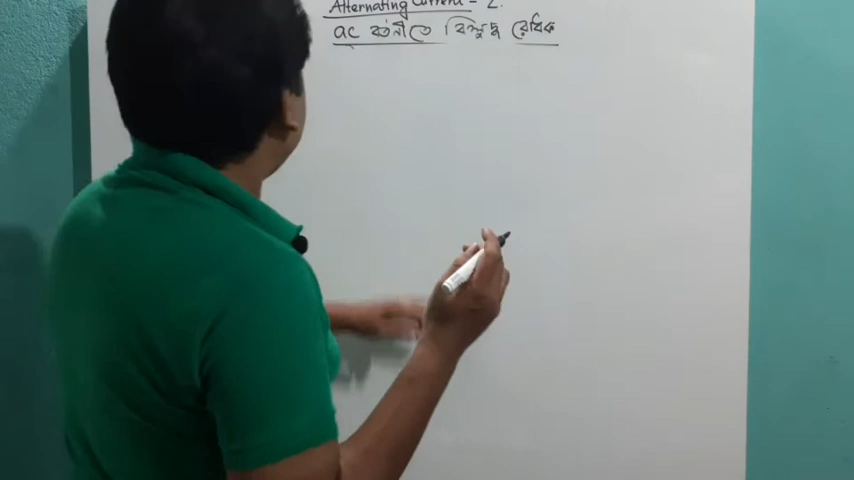 Alternating Current - 2.
ac বর্তনীতে বিশুদ্ধ রোধক